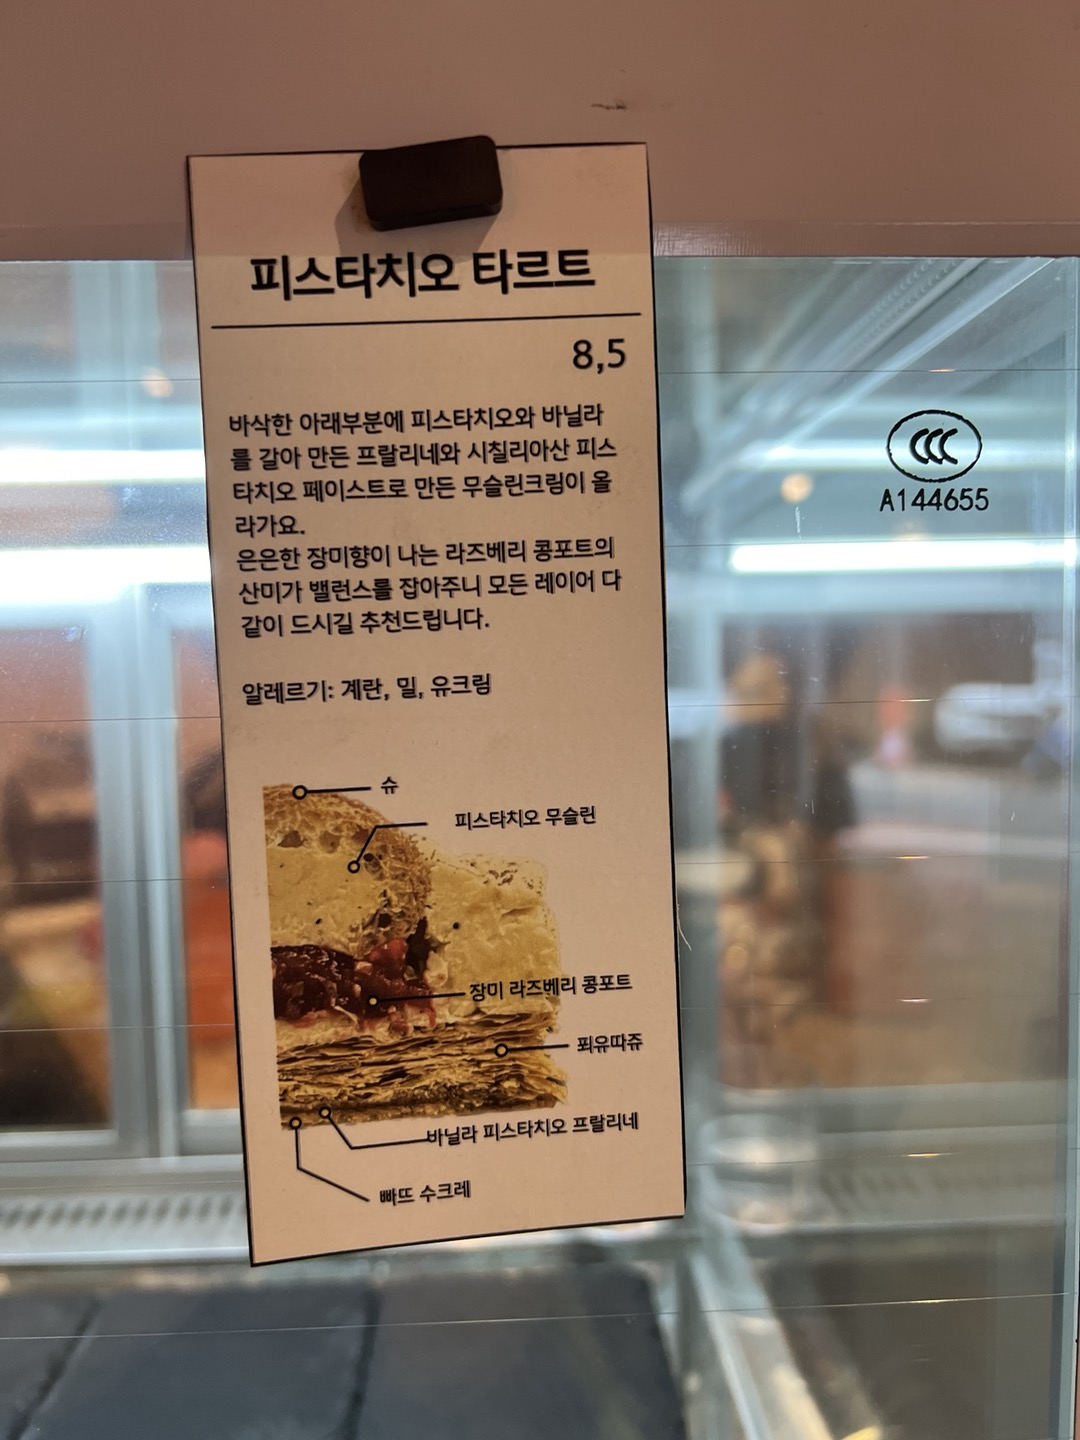 피스타치오 타르트
8,5
바삭한 아래부분에 피스타치오와 바닐라
를 갈아 만든 프랄리네와 시칠리아산 피스
타치오 페이스트로 만든 무슬린크림이 올
라가요.
은은한 장미향이 나는 라즈베리 콩포트의
산미가 밸런스를 잡아주니 모든 레이어 다
같이 드시길 추천드립니다.
알레르기: 계란, 밀, 유크림
슈
피스타치오 무슬린
장미 라즈베리 콩포트
푀유따쥬
바닐라 피스타치오 프랄리네
빠뜨 수크레
CCC
A144655